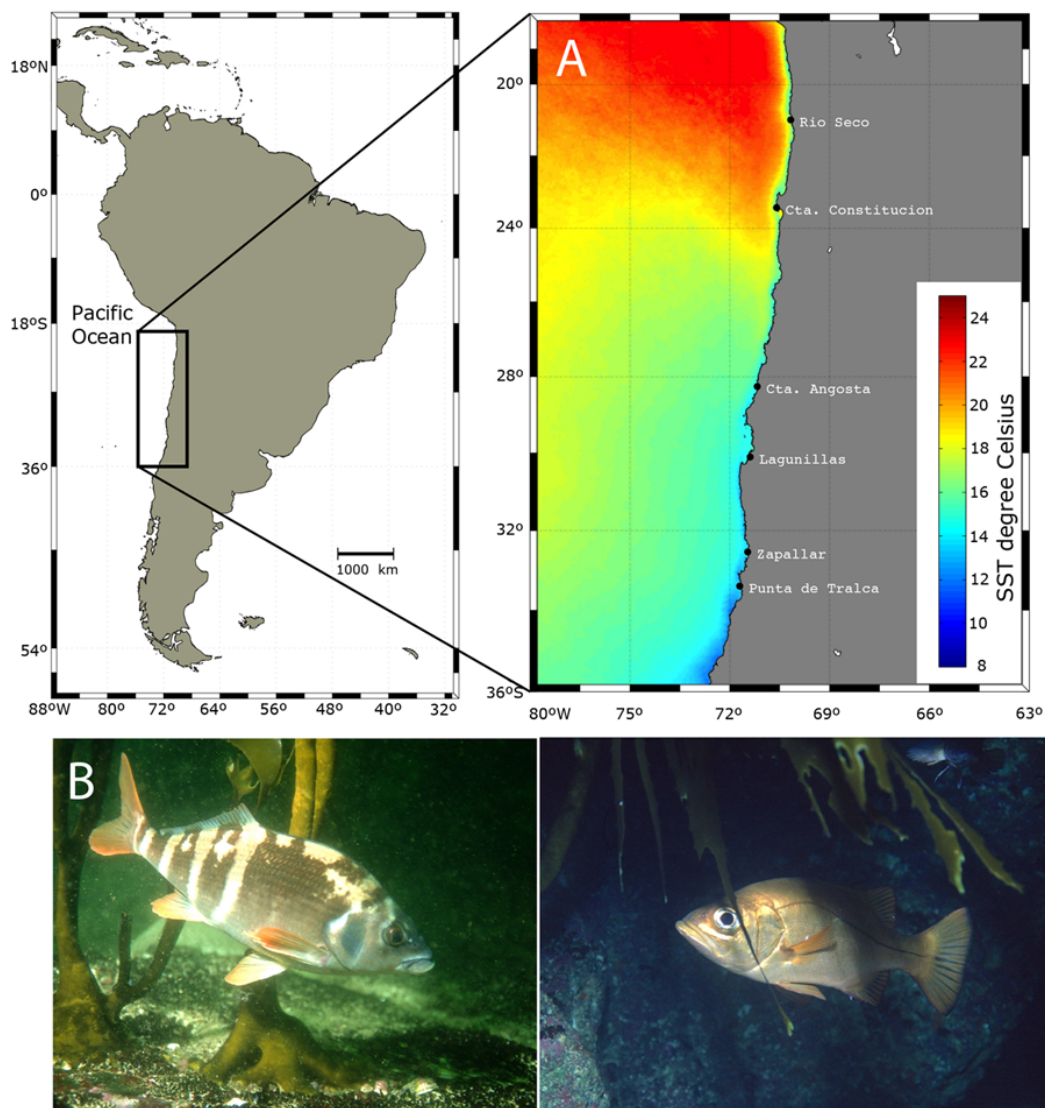 18ºN
0º
Pacific
Ocean
18ºS
36º
54º
1000 km
88ºW 72º 64º 56º 48º 32º
A
20º
24º
28º
32º
36ºS
Rio Seco
Cta. Constitucion
Cta. Angosta
Lagunillas
Zapallar
Punta de Tralca
24
22
20
18
16
14
12
10
8
SST degree Celsius
80ºW 75º 72º 69º 66º 63º
B